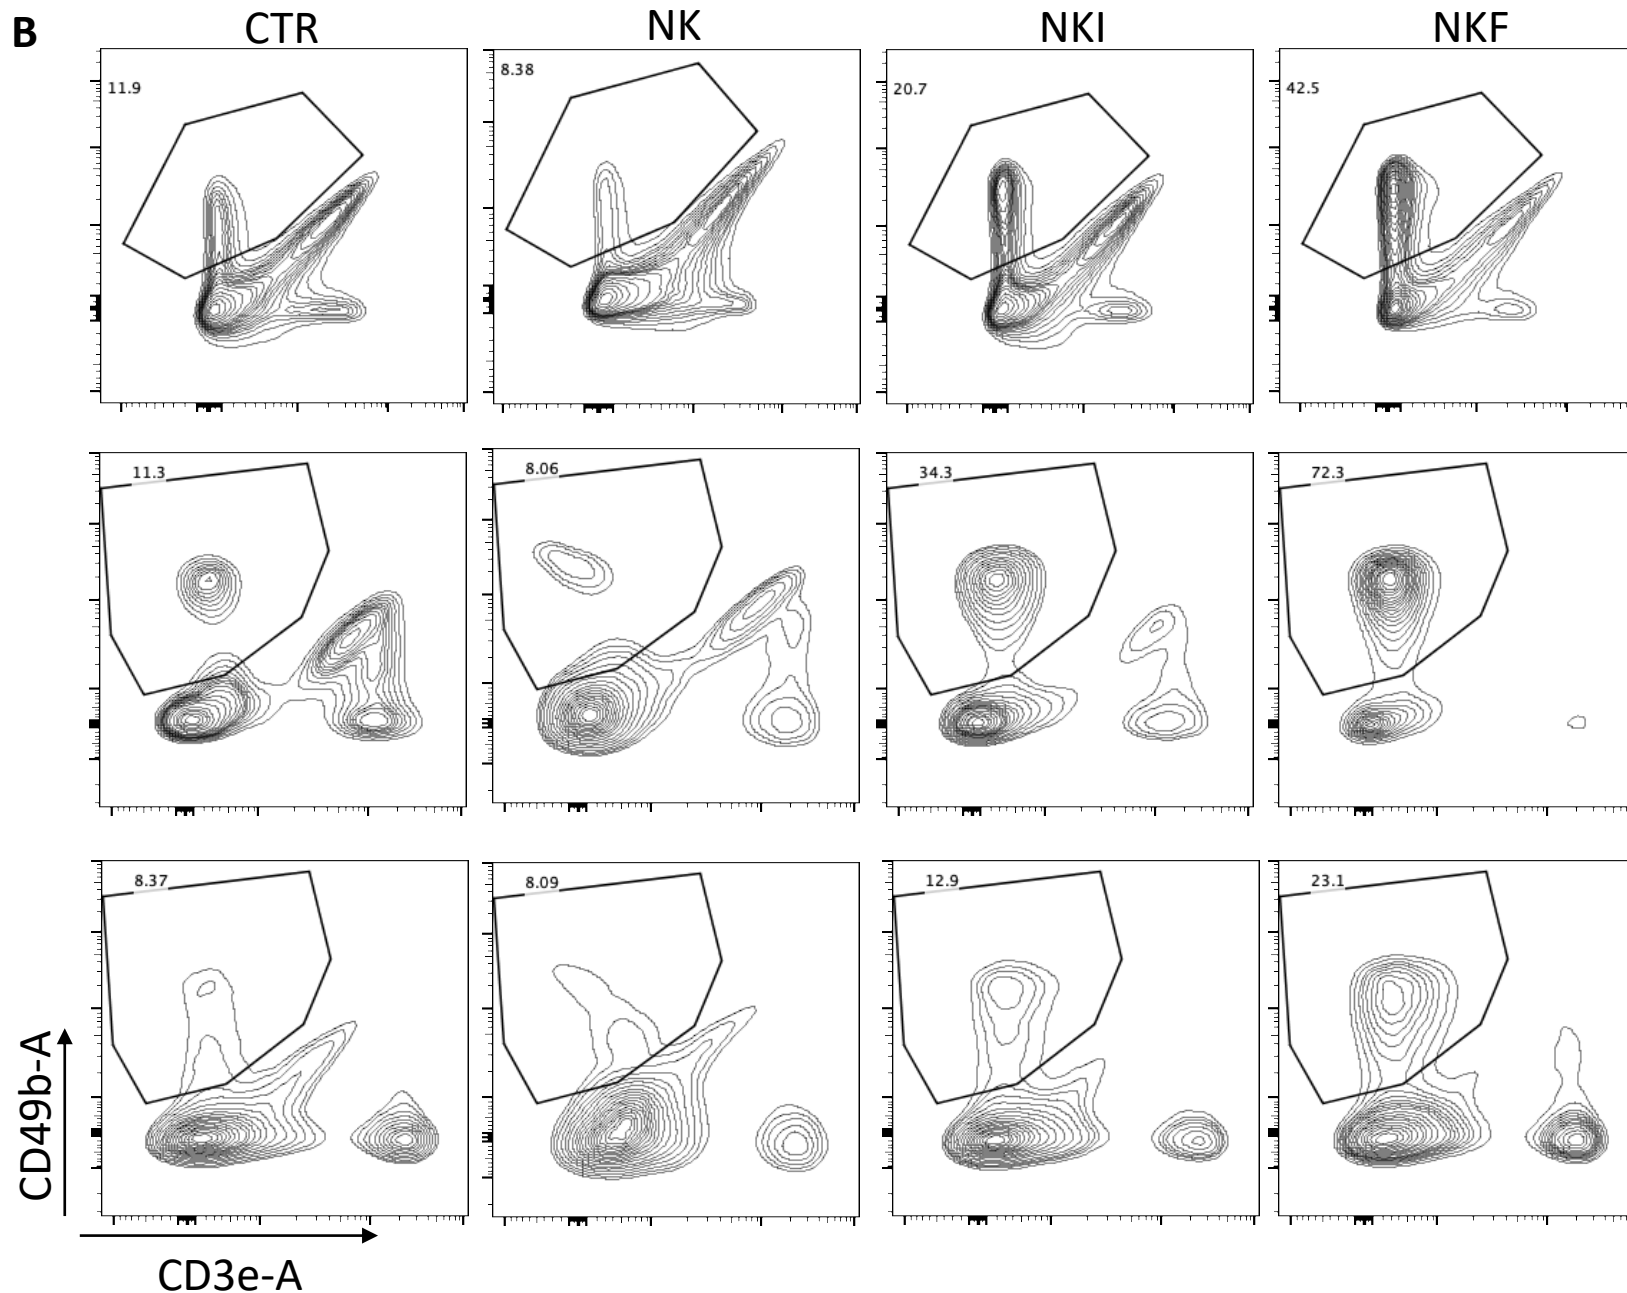 B
CTR NK NKI NKF
11.9 8.38 20.7 42.5
11.3 8.06 34.3 72.3
8.37 8.09 12.9 23.1
CD49b-A
CD3e-A